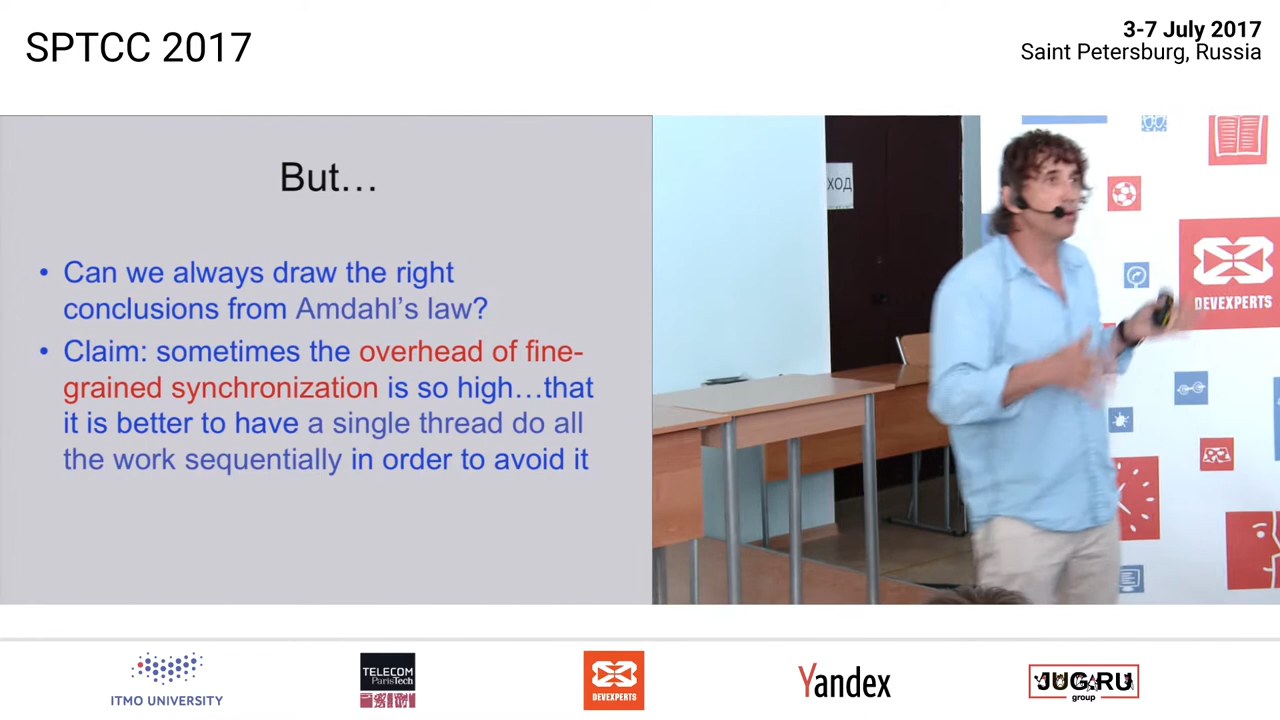 SPTCC 2017
3-7 July 2017
Saint Petersburg, Russia
But…
• Can we always draw the right
conclusions from Amdahl's law?
• Claim: sometimes the overhead of fine-
grained synchronization is so high…that
it is better to have a single thread do all
the work sequentially in order to avoid it
ХОД
DEVEXPERTS
ITMO UNIVERSITY
TELECOM
ParisTech
DEVEXPERTS
Yandex
JUG.RU
group